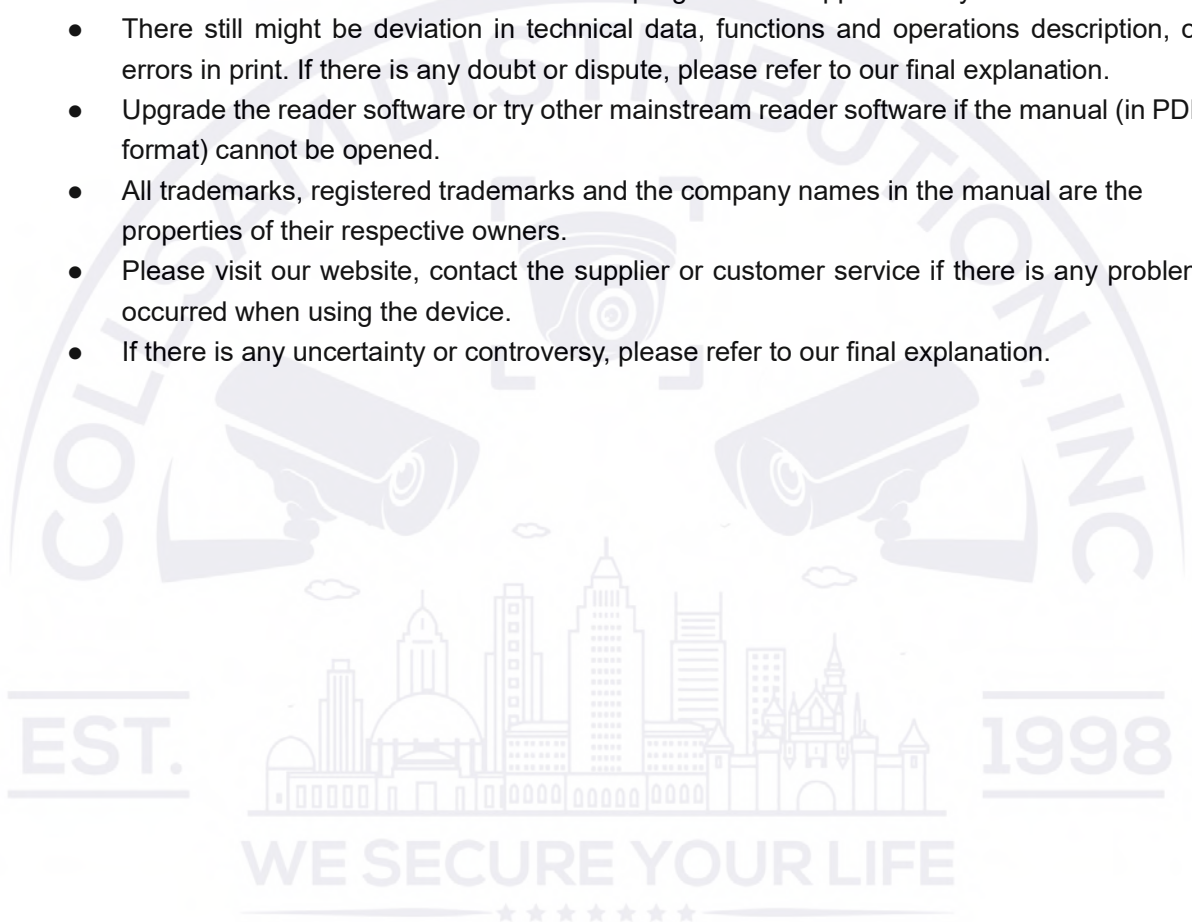 ● There still might be deviation in technical data, functions and operations description,
errors in print. If there is any doubt or dispute, please refer to our final explanation.
● Upgrade the reader software or try other mainstream reader software if the manual (in
format) cannot be opened.
● All trademarks, registered trademarks and the company names in the manual are the
properties of their respective owners.
● Please visit our website, contact the supplier or customer service if there is any
occurred when using the device.
● If there is any uncertainty or controversy, please refer to our final explanation.
COLI SAM DISTRIBUTION, INC
EST.
1998
WE SECURE YOUR LIFE